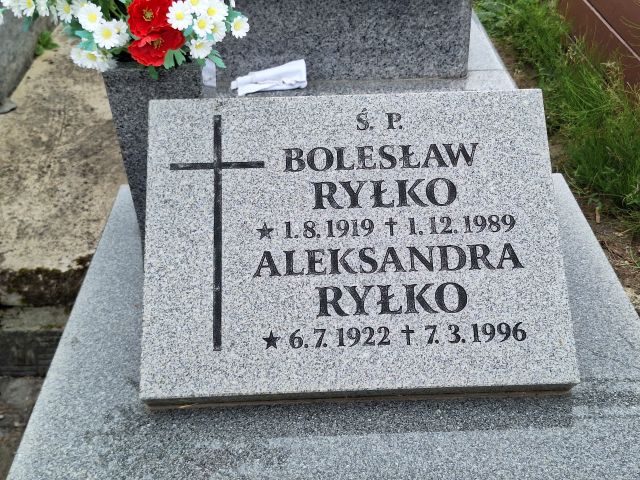 Ś. P.
BOLESŁAW
RYŁKO
★ 1.8.1919 ✝ 1.12.1989
ALEKSANDRA
RYŁKO
★ 6.7.1922 ✝ 7.3.1996